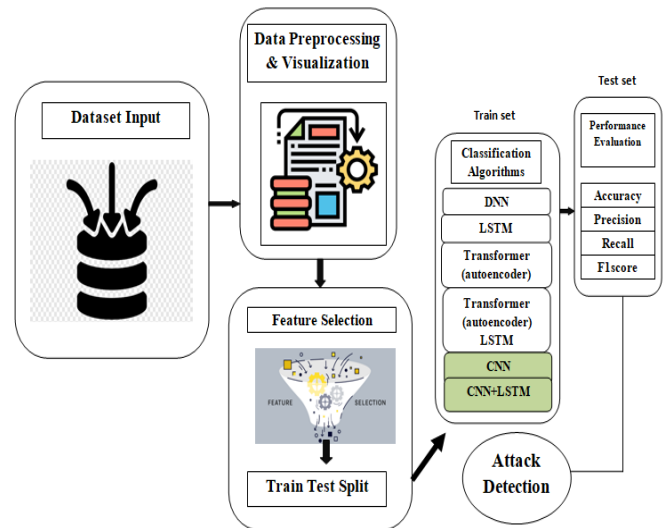 Dataset Input
Data Preprocessing
& Visualization
Feature Selection
FEATURE
SELECTION
Train Test Split
Train set
Classification
Algorithms
DNN
LSTM
Transformer
(autoencoder)
Transformer
(autoencoder)
LSTM
CNN
CNN+LSTM
Test set
Performance
Evaluation
Accuracy
Precision
Recall
F1score
Attack
Detection